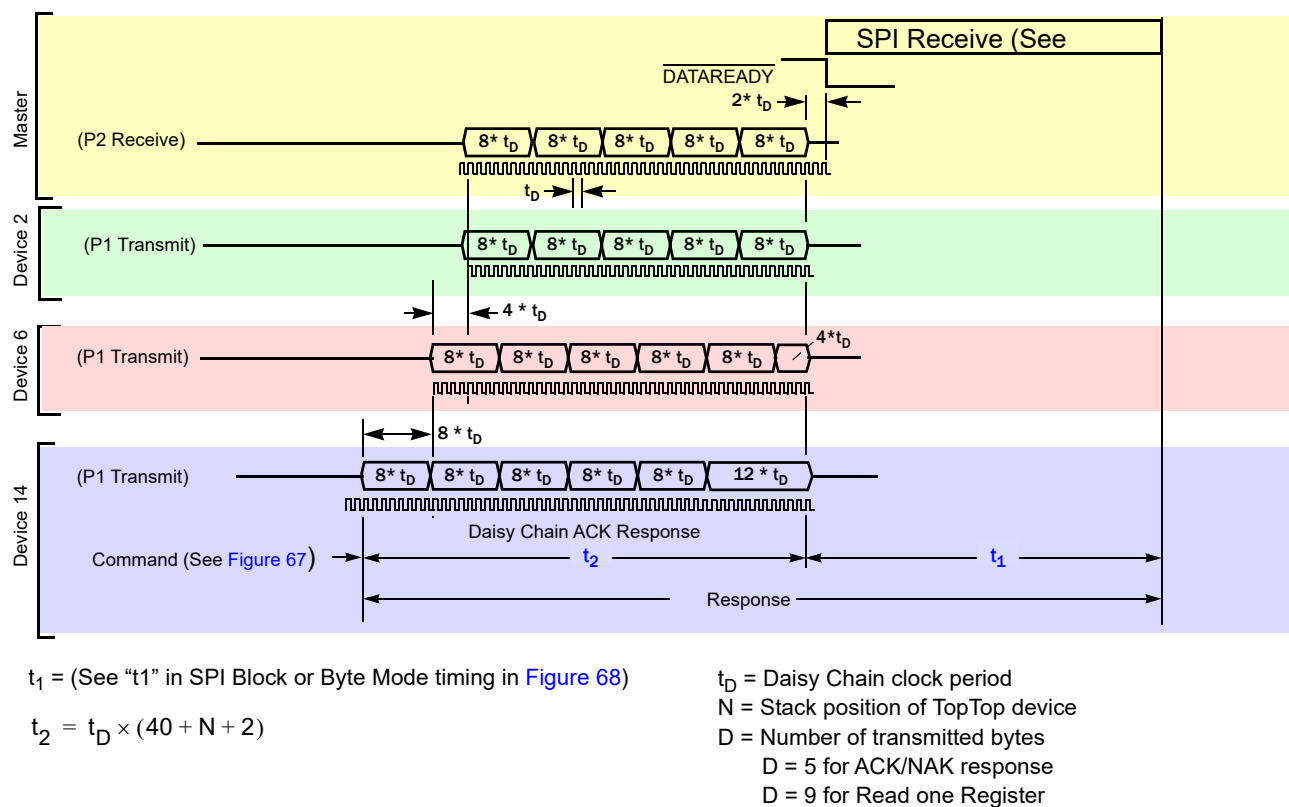 SPI Receive (See
DATAREADY
2* tD
Master
(P2 Receive)
8* tD 8* tD 8* tD 8* tD 8* tD
tD
Device 2
(P1 Transmit)
8* tD 8* tD 8* tD 8* tD 8* tD
4 * tD
Device 6
(P1 Transmit)
8* tD 8* tD 8* tD 8* tD 8* tD
4*tD
8 * tD
Device 14
(P1 Transmit)
8* tD 8* tD 8* tD 8* tD 8* tD 12 * tD
Daisy Chain ACK Response
Command (See Figure 67)
t2
t1
Response
t1 = (See “t1” in SPI Block or Byte Mode timing in Figure 68)
t2 = tD × (40 + N + 2)
tD = Daisy Chain clock period
N = Stack position of TopTop device
D = Number of transmitted bytes
D = 5 for ACK/NAK response
D = 9 for Read one Register